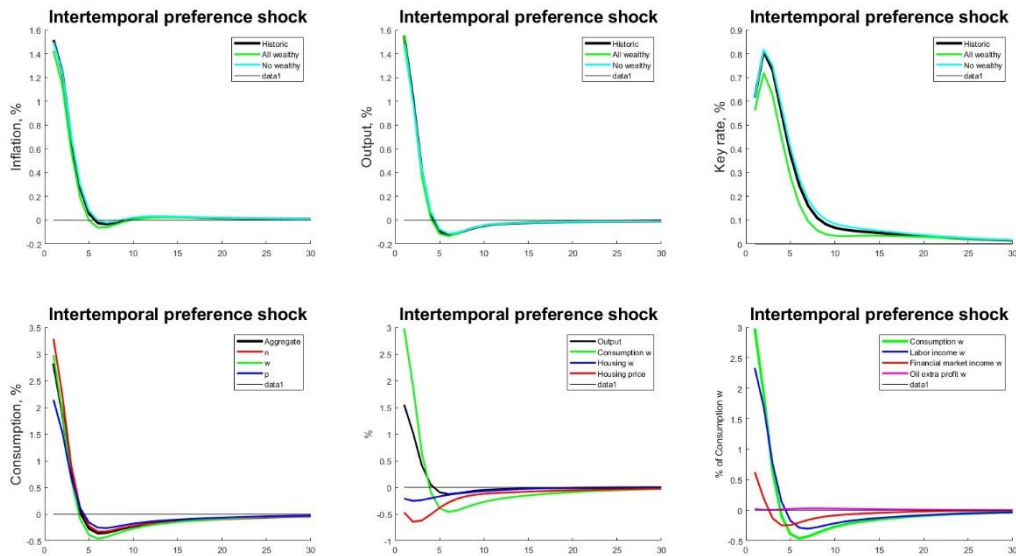 Intertemporal preference shock
Inflation, %
1.6
1.4
1.2
1
0.8
0.6
0.4
0.2
0
-0.2
0 5 10 15 20 25 30
Historic
All wealthy
No wealthy
data1
Intertemporal preference shock
Output, %
1.6
1.4
1.2
1
0.8
0.6
0.4
0.2
0
-0.2
0 5 10 15 20 25 30
Historic
All wealthy
No wealthy
data1
Intertemporal preference shock
Key rate, %
0.9
0.8
0.7
0.6
0.5
0.4
0.3
0.2
0.1
0
0 5 10 15 20 25 30
Historic
All wealthy
No wealthy
data1
Intertemporal preference shock
Consumption, %
3.5
3
2.5
2
1.5
1
0.5
0
-0.5
0 5 10 15 20 25 30
Aggregate
n
w
p
data1
Intertemporal preference shock
%
3
2.5
2
1.5
1
0.5
0
-0.5
-1
0 5 10 15 20 25 30
Output
Consumption w
Housing w
Housing price
data1
Intertemporal preference shock
% of Consumption w
3
2.5
2
1.5
1
0.5
0
-0.5
0 5 10 15 20 25 30
Consumption w
Labor income w
Financial market income w
Oil extra profit w
data1